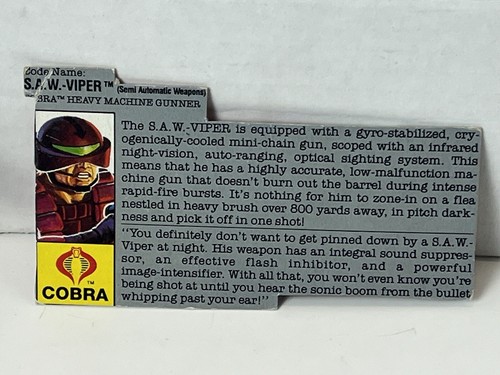 Code Name:
S.A.W.-VIPER™ (Semi Automatic Weapons)
BRA™ HEAVY MACHINE GUNNER
The S.A.W.-VIPER is equipped with a gyro-stabilized, cry-
ogenically-cooled mini-chain gun, scoped with an infrared
night-vision, auto-ranging, optical sighting system. This
means that he has a highly accurate, low-malfunction ma-
chine gun that doesn't burn out the barrel during intense
rapid-fire bursts. It's nothing for him to zone-in on a flea
nestled in heavy brush over 800 yards away, in pitch dark-
ness and pick it off in one shot!
"You definitely don't want to get pinned down by a S.A.W.-
Viper at night. His weapon has an integral sound suppres-
sor, an effective flash inhibitor, and a powerful
image-intensifier. With all that, you won't even know you're
being shot at until you hear the sonic boom from the bullet
whipping past your ear!"
™
COBRA